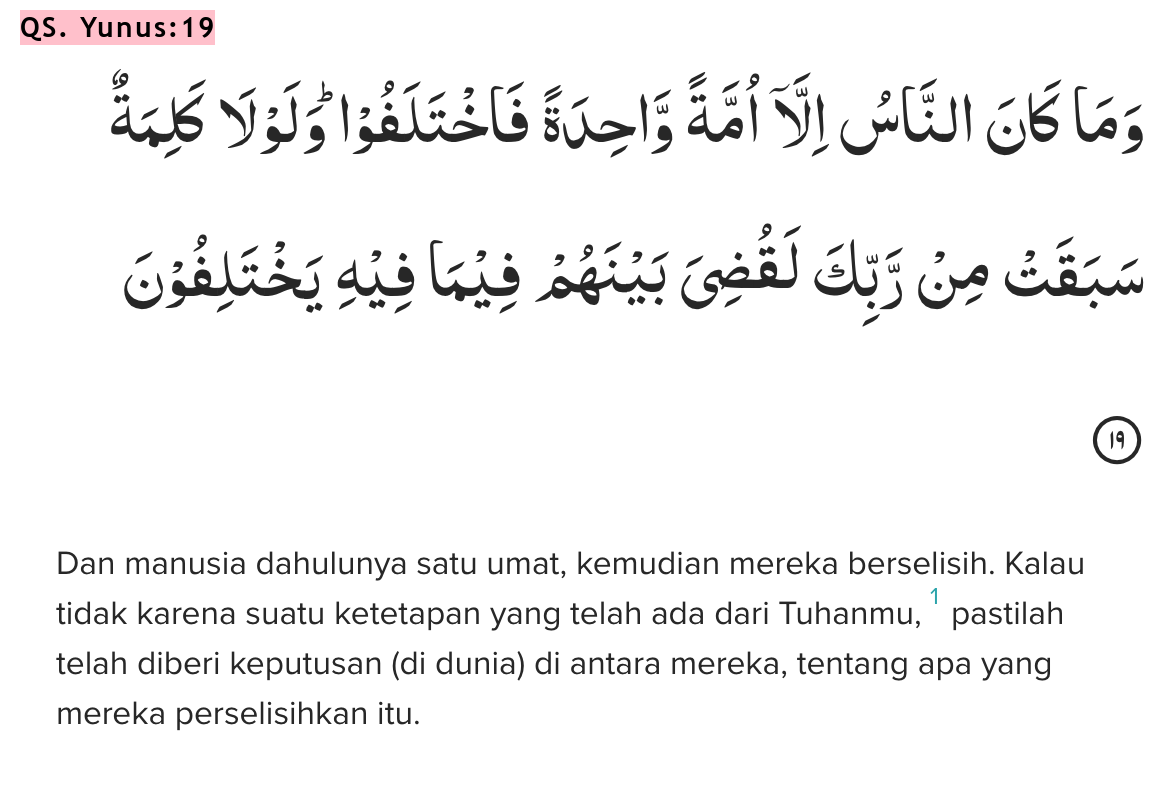 QS. Yunus:19
وَمَا كَانَ النَّاسُ اِلَّآ اُمَّةً وَّاحِدَةً فَاخْتَلَفُوْاۗ وَلَوْلَا كَلِمَةٌ
سَبَقَتْ مِنْ رَّبِّكَ لَقُضِيَ بَيْنَهُمْ فِيْمَا فِيْهِ يَخْتَلِفُوْنَ
١٩
Dan manusia dahulunya satu umat, kemudian mereka berselisih. Kalau
tidak karena suatu ketetapan yang telah ada dari Tuhanmu, 1 pastilah
telah diberi keputusan (di dunia) di antara mereka, tentang apa yang
mereka perselisihkan itu.